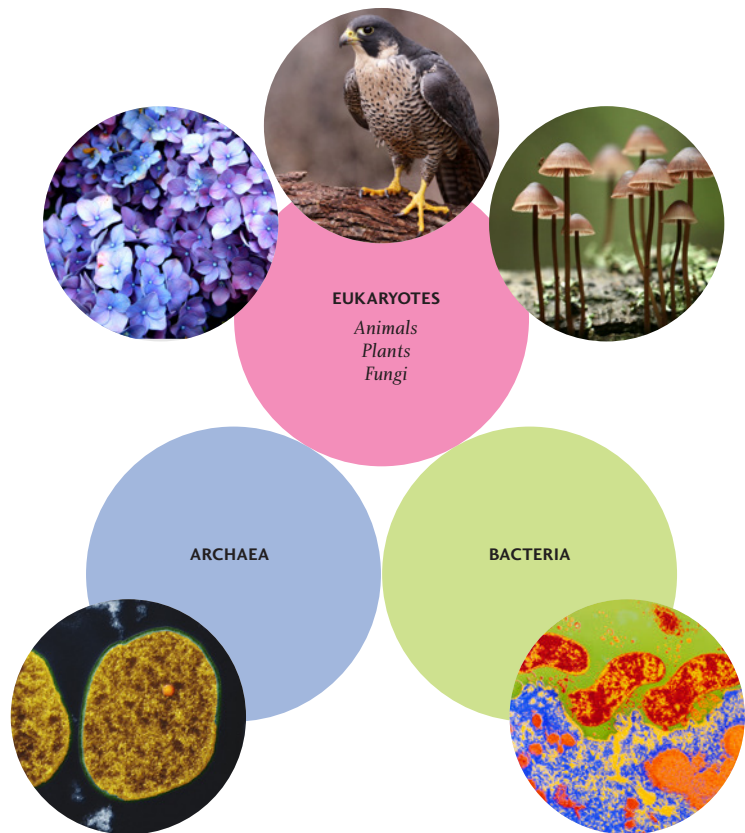 EUKARYOTES
Animals
Plants
Fungi
ARCHAEA
BACTERIA